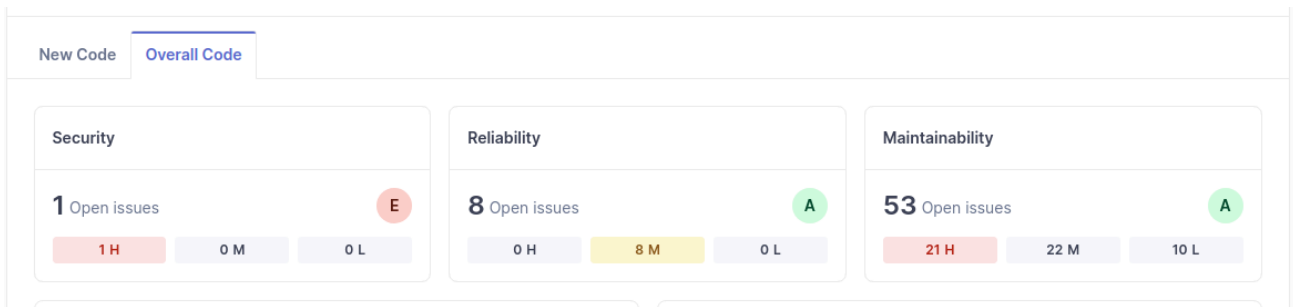 New Code Overall Code
Security Reliability Maintainability
1 Open issues E 8 Open issues A 53 Open issues A
1 H 0 M 0 L 0 H 8 M 0 L 21 H 22 M 10 L